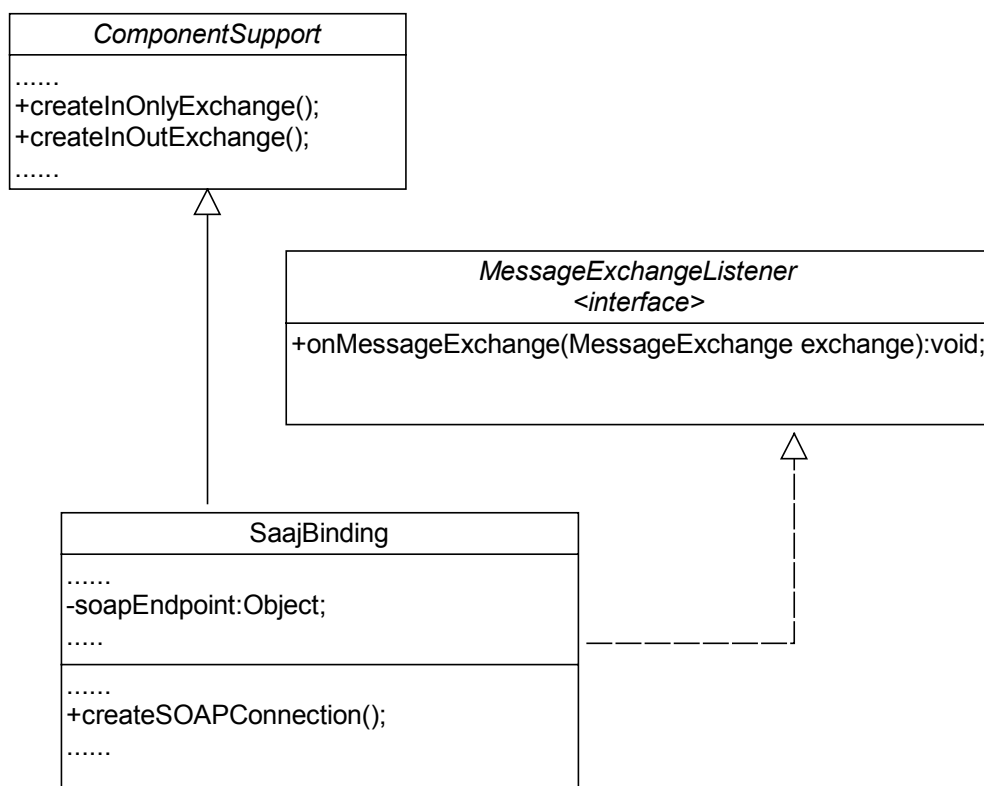 ComponentSupport
......
+createInOnlyExchange();
+createInOutExchange();
......
MessageExchangeListener
<interface>
+onMessageExchange(MessageExchange exchange):void;
SaajBinding
......
-soapEndpoint:Object;
.....
......
+createSOAPConnection();
......